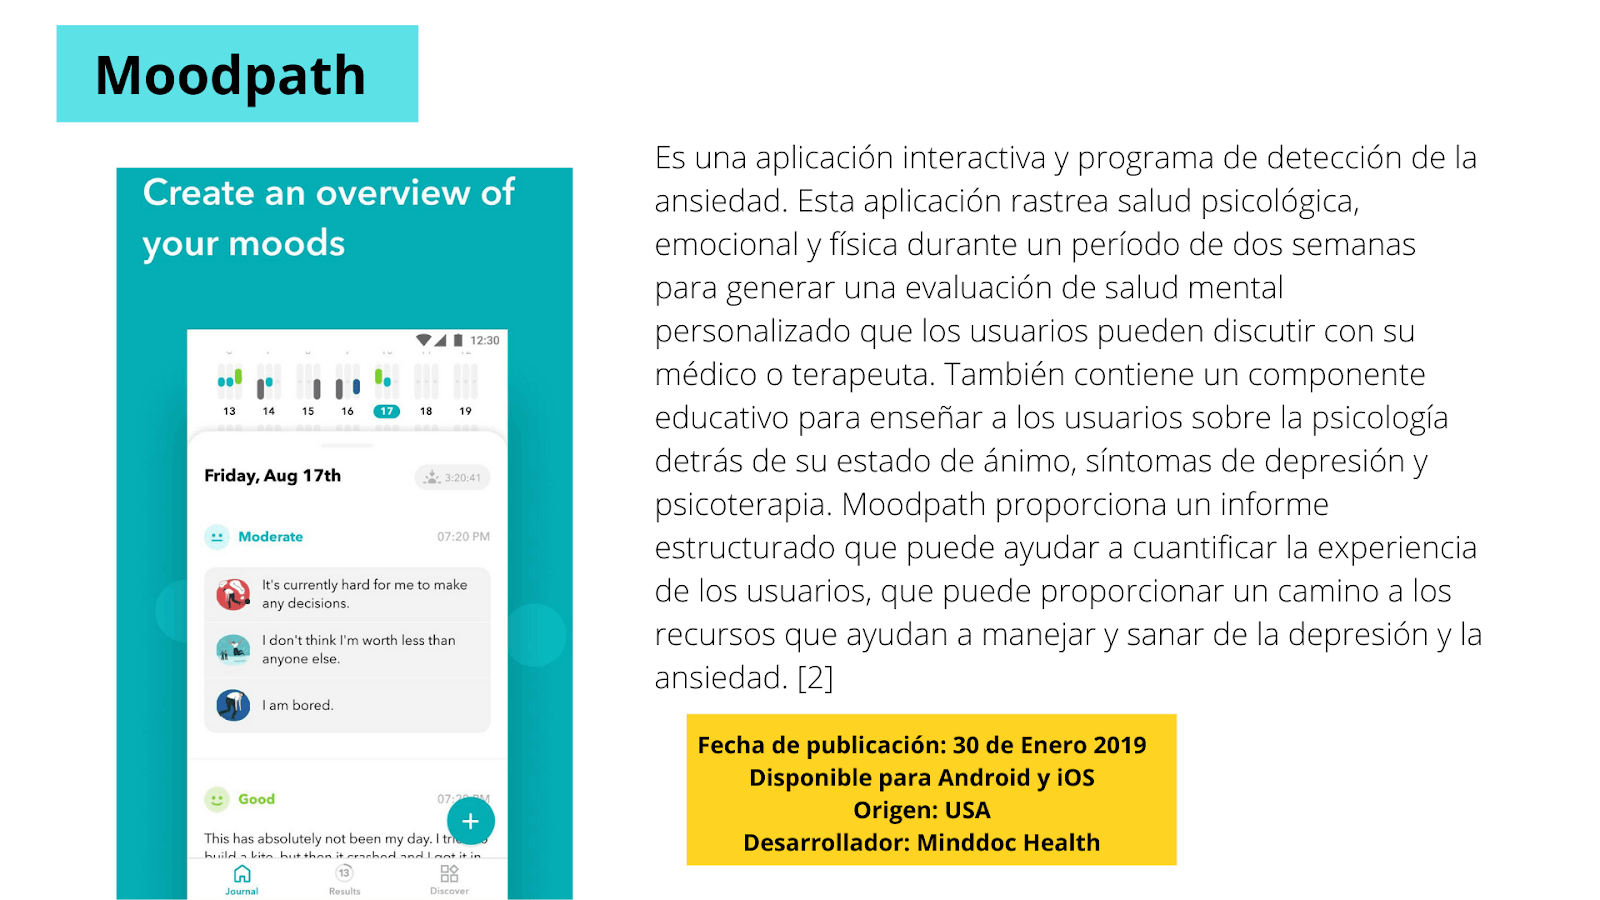 Moodpath
Create an overview of
your moods
12:30
13 14 15 16 17 18 19
Friday, Aug 17th
3:20:41
Moderate
07:20 PM
It's currently hard for me to make
any decisions.
I don't think I'm worth less than
anyone else.
I am bored.
Good
This has absolutely not been my day. I
build a kite, but then it crashed and I got it in
+
Journal
13
Results
Discover
Es una aplicación interactiva y programa de detección de la
ansiedad. Esta aplicación rastrea salud psicológica,
emocional y física durante un período de dos semanas
para generar una evaluación de salud mental
personalizado que los usuarios pueden discutir con su
médico o terapeuta. También contiene un componente
educativo para enseñar a los usuarios sobre la psicología
detrás de su estado de ánimo, síntomas de depresión y
psicoterapia. Moodpath proporciona un informe
estructurado que puede ayudar a cuantificar la experiencia
de los usuarios, que puede proporcionar un camino a los
recursos que ayudan a manejar y sanar de la depresión y la
ansiedad. [2]
Fecha de publicación: 30 de Enero 2019
Disponible para Android y iOS
Origen: USA
Desarrollador: Minddoc Health